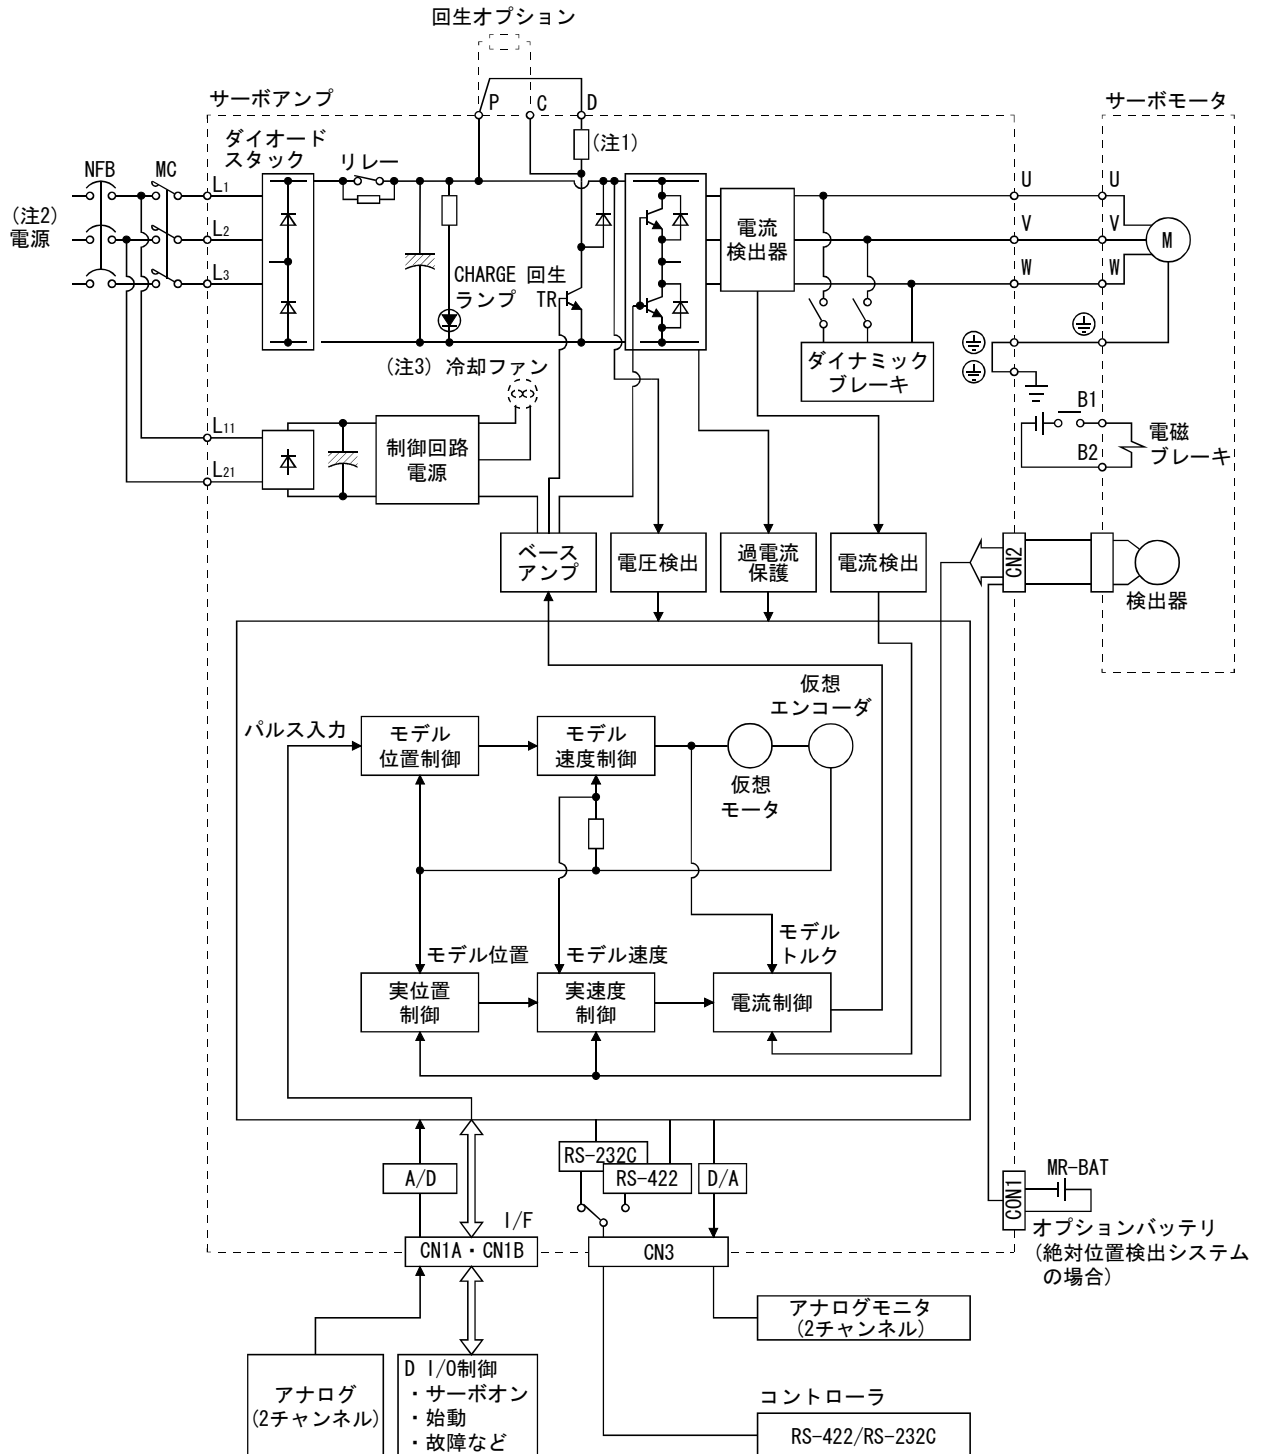 回生オプション
サーボアンプ
P
C
D
サーボモータ
ダイオード
スタック
リレー
(注1)
NFB
MC
L1
U
U
(注2)
電源
L2
電流
検出器
V
V
M
L3
W
W
CHARGE
ランプ
回生
TR
ダイナミック
ブレーキ
(注3) 冷却ファン
B1
L11
制御回路
電源
電磁
ブレーキ
B2
L21
ベース
アンプ
電圧検出
過電流
保護
電流検出
CN2
検出器
仮想
エンコーダ
パルス入力
モデル
位置制御
モデル
速度制御
仮想
モータ
モデル位置
モデル速度
モデル
トルク
実位置
制御
実速度
制御
電流制御
A/D
RS-232C
RS-422
D/A
CON1
MR-BAT
I/F
オプションバッテリ
(絶対位置検出システム
の場合)
CN1A・CN1B
CN3
アナログモニタ
(2チャンネル)
アナログ
(2チャンネル)
D I/O制御
・サーボオン
・始動
・故障など
コントローラ
RS-422/RS-232C